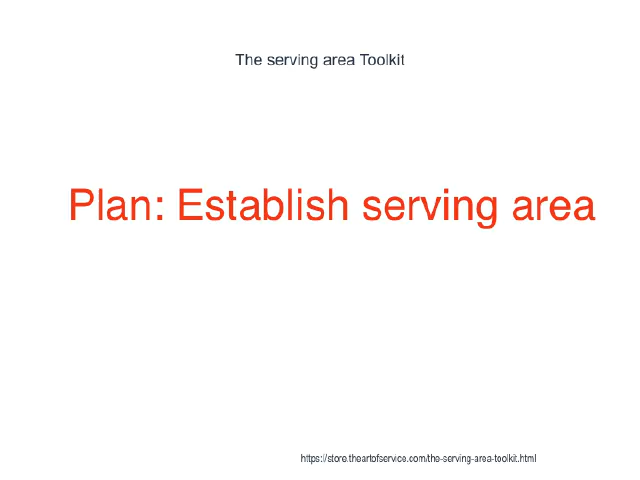 The serving area Toolkit
Plan: Establish serving area
https://store.theartofservice.com/the-serving-area-toolkit.html